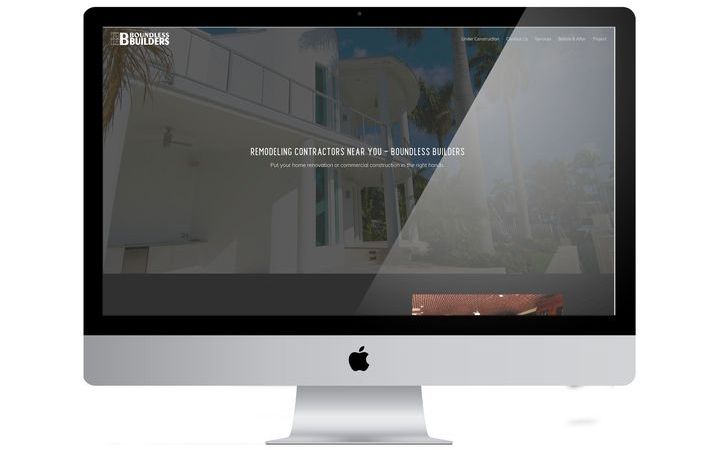 BOUNDLESS
BUILDERS
Under Construction Contact Us Services Before & After Project
REMODELING CONTRACTORS NEAR YOU – BOUNDLESS BUILDERS
Put your home renovation or commercial construction in the right hands.